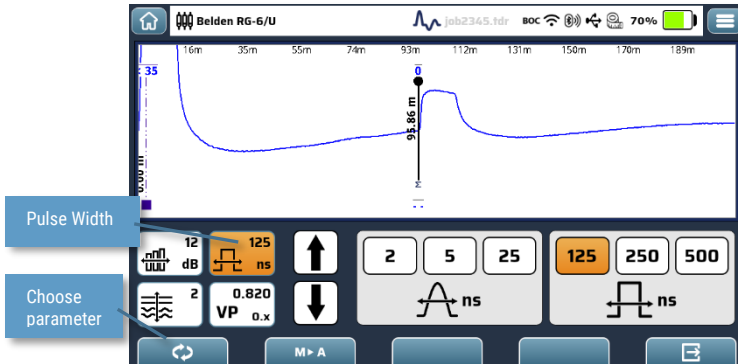 Belden RG-6/U
job2345.tdr
BOC
70%
16m 35m 55m 74m 93m 112m 131m 150m 170m 189m
35
0
95.86 m
0.00 m
M
--
Pulse Width
12
dB
125
ns
2 5 25
125 250 500
Choose
parameter
2
0.820
VP 0.x
ns
ns
M▸A